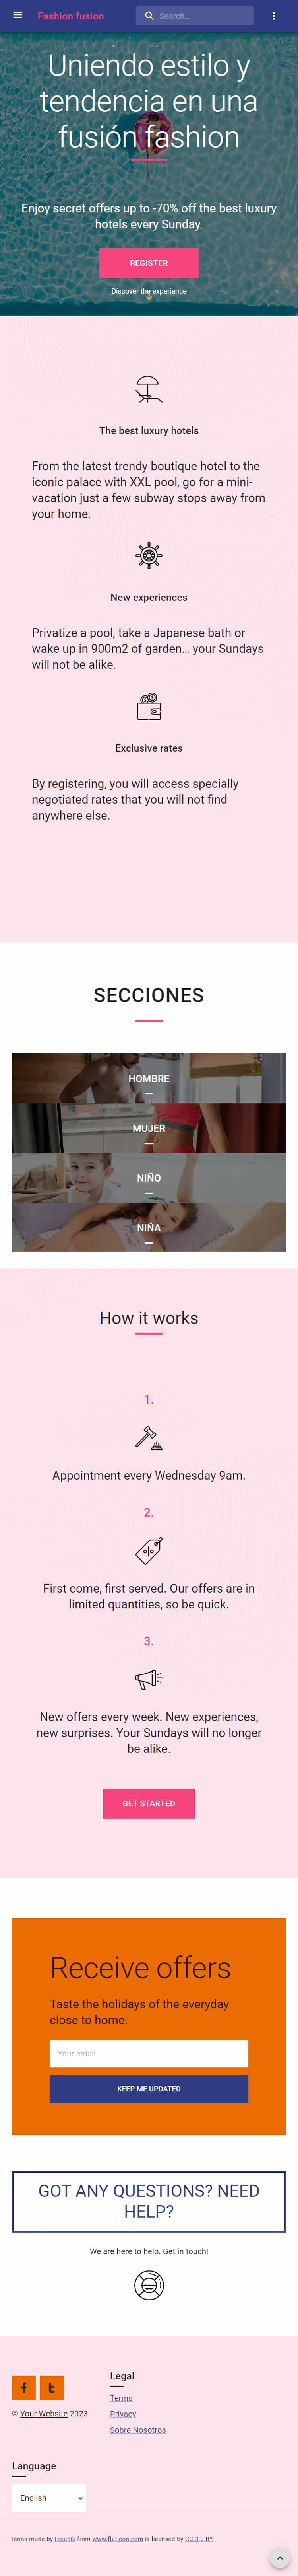 Fashion fusion
Search…
Uniendo estilo y
tendencia en una
fusión fashion
Enjoy secret offers up to -70% off the best luxury
hotels every Sunday.
REGISTER
Discover the experience
The best luxury hotels
From the latest trendy boutique hotel to the
iconic palace with XXL pool, go for a mini-
vacation just a few subway stops away from
your home.
New experiences
Privatize a pool, take a Japanese bath or
wake up in 900m2 of garden… your Sundays
will not be alike.
Exclusive rates
By registering, you will access specially
negotiated rates that you will not find
anywhere else.
SECCIONES
HOMBRE
MUJER
NIÑO
NIÑA
How it works
1.
Appointment every Wednesday 9am.
2.
First come, first served. Our offers are in
limited quantities, so be quick.
3.
New offers every week. New experiences,
new surprises. Your Sundays will no longer
be alike.
GET STARTED
Receive offers
Taste the holidays of the everyday
close to home.
Your email
KEEP ME UPDATED
GOT ANY QUESTIONS? NEED
HELP?
We are here to help. Get in touch!
© Your Website 2023
Legal
Terms
Privacy
Sobre Nosotros
Language
English
Icons made by Freepik from www.flaticon.com is licensed by CC 3.0 BY